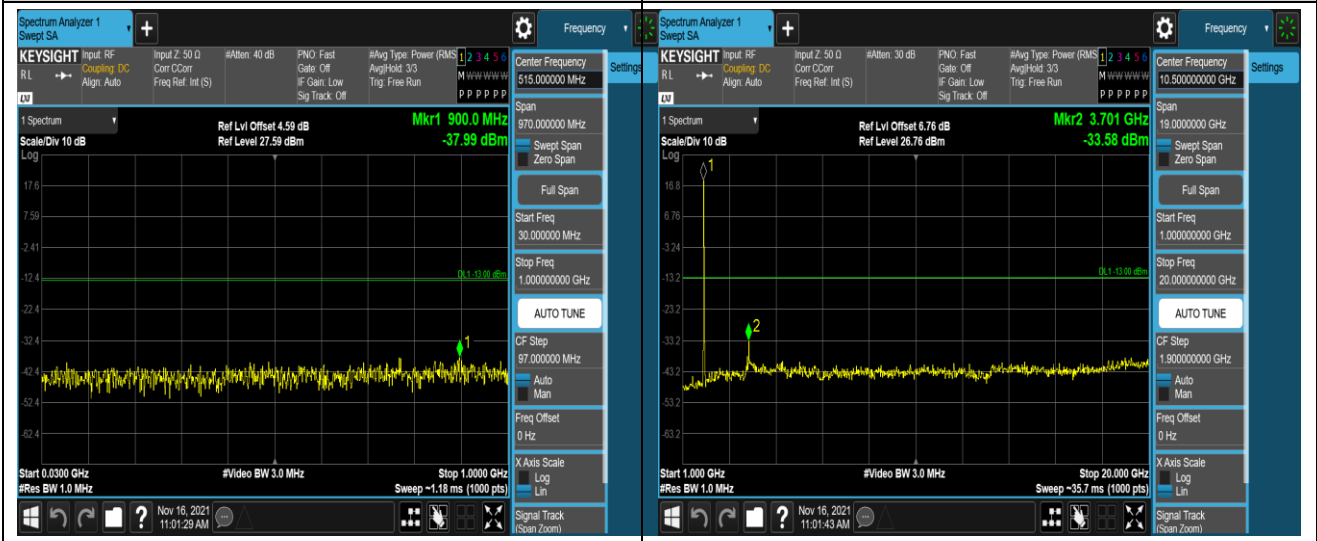 Spectrum Analyzer 1
Swept SA
Frequency
KEYSIGHT
Input: RF
Input Z: 50 Ω
#Atten: 40 dB
PNO: Fast
#Avg Type: Power (RMS
1 2 3 4 5 6
RL
Coupling: DC
Corr CCorr
Gate: Off
Avg|Hold: 3/3
M W W W W W
Align: Auto
Freq Ref: Int (S)
IF Gain: Low
Trig: Free Run
Sig Track: Off
P P P P P P
LXI
1 Spectrum
Ref Lvl Offset 4.59 dB
Mkr1 900.0 MHz
Scale/Div 10 dB
Ref Level 27.59 dBm
-37.99 dBm
Log
17.6
7.59
-2.41
-12.4
DL1 -13.00 dBm
-22.4
-32.4
1
-42.4
-52.4
-62.4
Start 0.0300 GHz
#Video BW 3.0 MHz
Stop 1.0000 GHz
#Res BW 1.0 MHz
Sweep ~1.18 ms (1000 pts)
Center Frequency
515.000000 MHz
Settings
Span
970.000000 MHz
Swept Span
Zero Span
Full Span
Start Freq
30.000000 MHz
Stop Freq
1.000000000 GHz
AUTO TUNE
CF Step
97.000000 MHz
Auto
Man
Freq Offset
0 Hz
X Axis Scale
Log
Lin
Signal Track
(Span Zoom)
?
Nov 16, 2021
11:01:29 AM
Spectrum Analyzer 1
Swept SA
Frequency
KEYSIGHT
Input: RF
Input Z: 50 Ω
#Atten: 30 dB
PNO: Fast
#Avg Type: Power (RMS
1 2 3 4 5 6
RL
Coupling: DC
Corr CCorr
Gate: Off
Avg|Hold: 3/3
M W W W W W
Align: Auto
Freq Ref: Int (S)
IF Gain: Low
Trig: Free Run
Sig Track: Off
P P P P P P
LXI
1 Spectrum
Ref Lvl Offset 6.76 dB
Mkr2 3.701 GHz
Scale/Div 10 dB
Ref Level 26.76 dBm
-33.58 dBm
Log
1
16.8
6.76
-3.24
-13.2
DL1 -13.00 dBm
-23.2
2
-33.2
-43.2
-53.2
-63.2
Start 1.000 GHz
#Video BW 3.0 MHz
Stop 20.000 GHz
#Res BW 1.0 MHz
Sweep ~35.7 ms (1000 pts)
Center Frequency
10.500000000 GHz
Settings
Span
19.0000000 GHz
Swept Span
Zero Span
Full Span
Start Freq
1.000000000 GHz
Stop Freq
20.000000000 GHz
AUTO TUNE
CF Step
1.900000000 GHz
Auto
Man
Freq Offset
0 Hz
X Axis Scale
Log
Lin
Signal Track
(Span Zoom)
?
Nov 16, 2021
11:01:43 AM